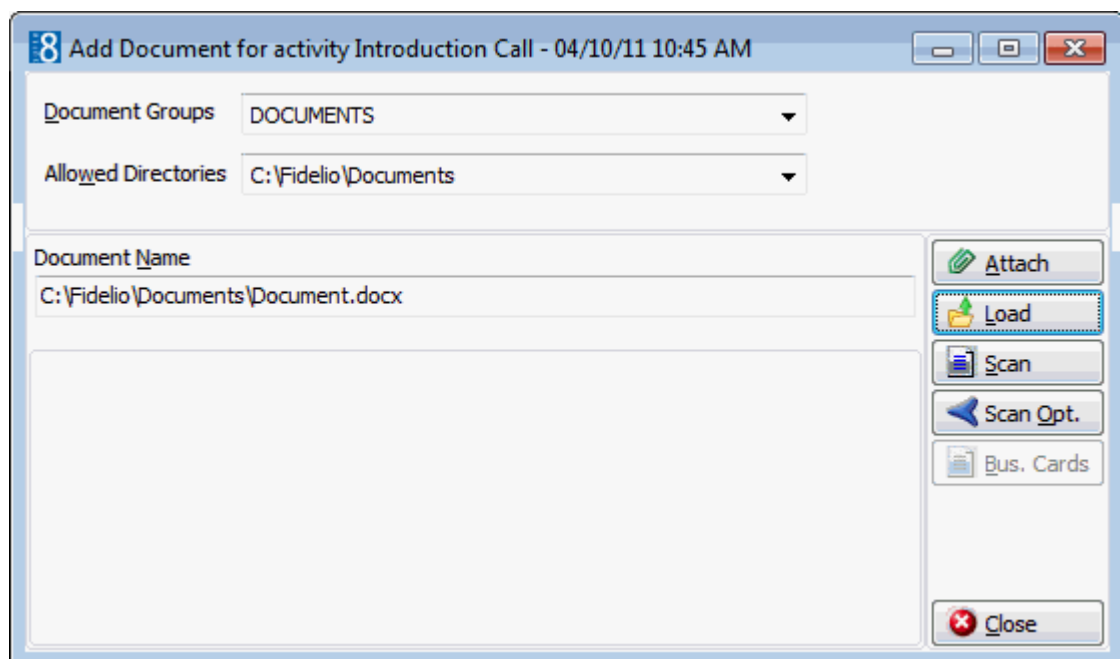 8 Add Document for activity Introduction Call - 04/10/11 10:45 AM
Document Groups DOCUMENTS
Allowed Directories C:\Fidelio\Documents
Document Name
C:\Fidelio\Documents\Document.docx
Attach
Load
Scan
Scan Opt.
Bus. Cards
Close